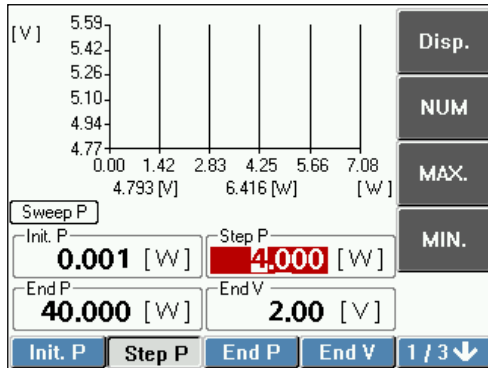 [V]
5.59
5.42
5.26
5.10
4.94
4.77
0.00 1.42 2.83 4.25 5.66 7.08
4.793 [V] 6.416 [W] [W]
Sweep P
Init. P
0.001 [W]
Step P
4.000 [W]
End P
40.000 [W]
End V
2.00 [V]
Disp.
NUM
MAX.
MIN.
Init. P Step P End P End V 1/3